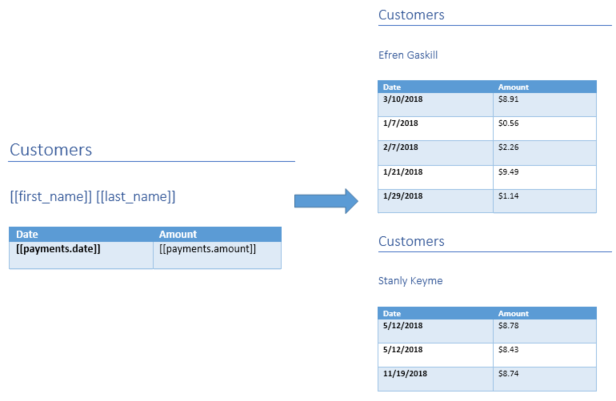 Customers
[[first_name]] [[last_name]]
Date Amount
[[payments.date]] [[payments.amount]]
Customers
Efren Gaskill
Date Amount
3/10/2018 $8.91
1/7/2018 $0.56
2/7/2018 $2.26
1/21/2018 $9.49
1/29/2018 $1.14
Customers
Stanly Keyme
Date Amount
5/12/2018 $8.78
5/12/2018 $8.43
11/19/2018 $8.74